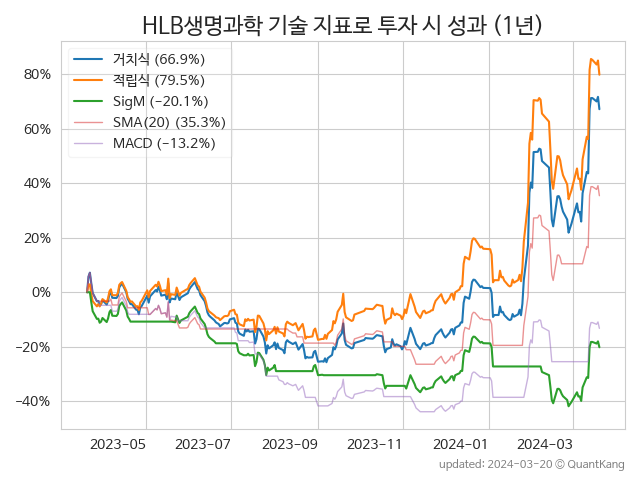 HLB생명과학 기술 지표로 투자 시 성과 (1년)
거치식 (66.9%)
적립식 (79.5%)
SigM (−20.1%)
SMA(20) (35.3%)
MACD (−13.2%)
80%
60%
40%
20%
0%
−20%
−40%
2023-05
2023-07
2023-09
2023-11
2024-01
2024-03
updated: 2024-03-20 © QuantKang